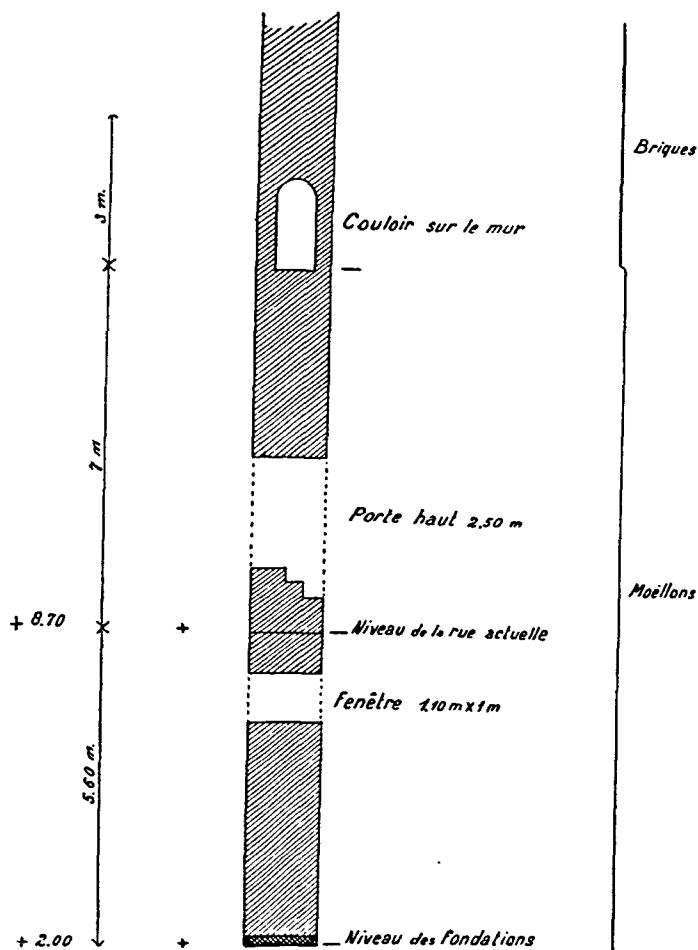 Briques
3 m.
Couloir sur le mur
7 m
Porte haut 2,50 m
Moëllons
+ 8.70
+
Niveau de la rue actuelle
Fenêtre 1,10 m x 1 m
5.60 m.
+ 2.00
+
Niveau des fondations